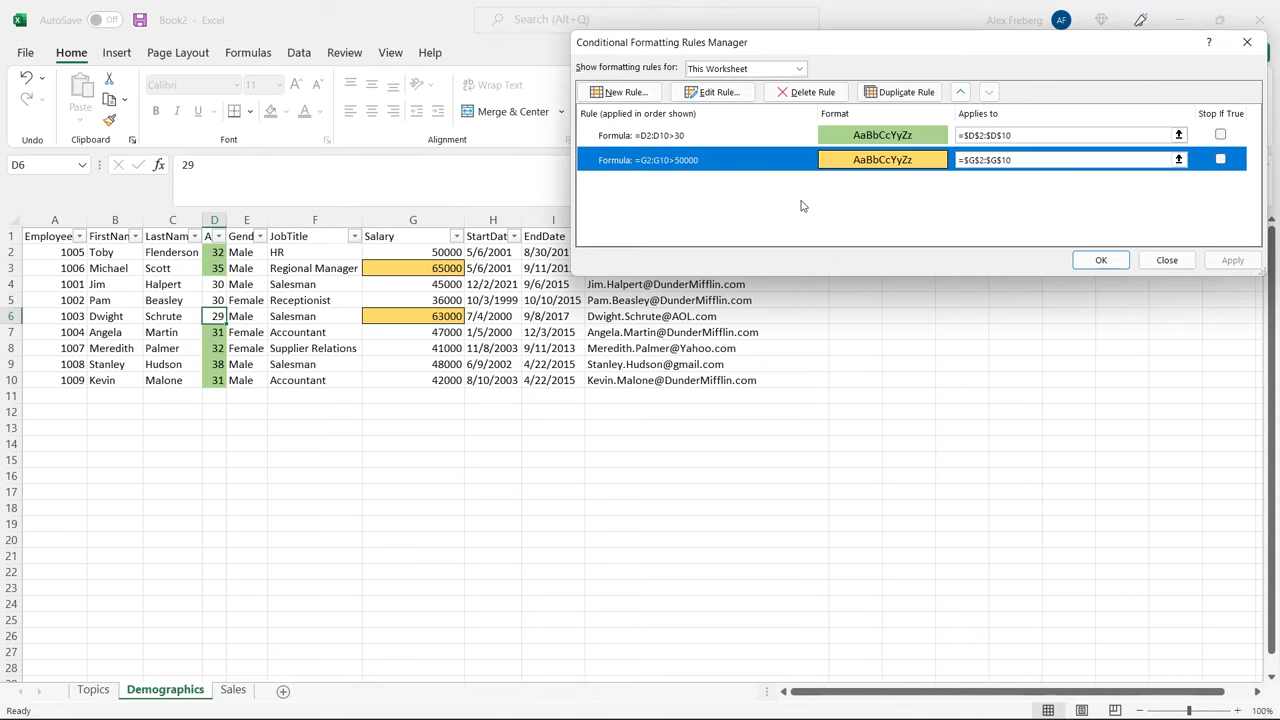 AutoSave Off Book2 - Excel Search (Alt+Q) Alex Freberg AF
File Home Insert Page Layout Formulas Data Review View Help
Conditional Formatting Rules Manager ?
Show formatting rules for: This Worksheet
New Rule... Edit Rule... Delete Rule Duplicate Rule
Rule (applied in order shown) Format Applies to Stop If True
Formula: =D2:D10>30 AaBbCcYyZz =$D$2:$D$10
Formula: =G2:G10>50000 AaBbCcYyZz =$G$2:$G$10
OK Close Apply
Calibri 11 A A Wrap Text
Paste B I U A Merge & Center
Undo Clipboard Font Alignment
D6 29
A B C D E F G H I
1 Employee FirstNan LastNam A Gend JobTitle Salary StartDat EndDate
2 1005 Toby Flenderson 32 Male HR 50000 5/6/2001 8/30/201
3 1006 Michael Scott 35 Male Regional Manager 65000 5/6/2001 9/11/201
4 1001 Jim Halpert 30 Male Salesman 45000 12/2/2021 9/6/2015 Jim.Halpert@DunderMifflin.com
5 1002 Pam Beasley 30 Female Receptionist 36000 10/3/1999 10/10/2015 Pam.Beasley@DunderMifflin.com
6 1003 Dwight Schrute 29 Male Salesman 63000 7/4/2000 9/8/2017 Dwight.Schrute@AOL.com
7 1004 Angela Martin 31 Female Accountant 47000 1/5/2000 12/3/2015 Angela.Martin@DunderMifflin.com
8 1007 Meredith Palmer 32 Female Supplier Relations 41000 11/8/2003 9/11/2013 Meredith.Palmer@Yahoo.com
9 1008 Stanley Hudson 38 Male Salesman 48000 6/9/2002 4/22/2015 Stanley.Hudson@gmail.com
10 1009 Kevin Malone 31 Male Accountant 42000 8/10/2003 4/22/2015 Kevin.Malone@DunderMifflin.com
11
12
13
14
15
16
17
18
19
20
21
22
23
24
25
26
27
28
Topics Demographics Sales
Ready 100%